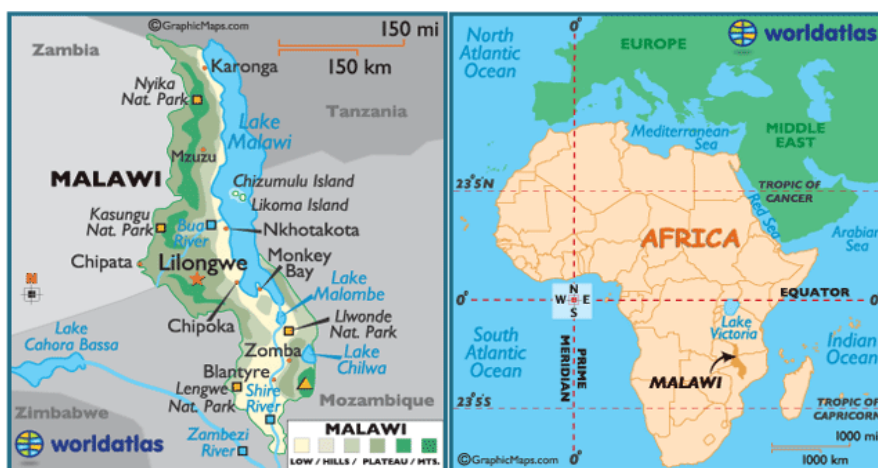 ©GraphicMaps.com
150 mi
150 km
Zambia
Karonga
Nyika
Nat. Park
Tanzania
Lake
Malawi
Mzuzu
MALAWI
Chizumulu Island
Likoma Island
Kasungu
Nat. Park
Bua
River
Nkhotakota
Chipata
Lilongwe
Monkey
Bay
N
Lake
Malombe
Chipoka
Liwonde
Nat. Park
Lake
Cahora Bassa
Zomba
Lake
Chilwa
Blantyre
Lengwe
Nat. Park
Shire
River
Mozambique
Zimbabwe
worldatlas
Zambezi
River
MALAWI
LOW / HILLS / PLATEAU / MTS.
North
Atlantic
Ocean
0°
EUROPE
worldatlas
Mediterranean
Sea
MIDDLE
EAST
23°5'N
TROPIC OF
CANCER
Red Sea
Arabian
Sea
AFRICA
N
W E
S
0°
EQUATOR
0°
Lake
Victoria
South
Atlantic
Ocean
PRIME
MERIDIAN
Indian
Ocean
MALAWI
23°5'S
TROPIC OF
CAPRICORN
1000 mi
1000 km
©GraphicMaps.com
0°